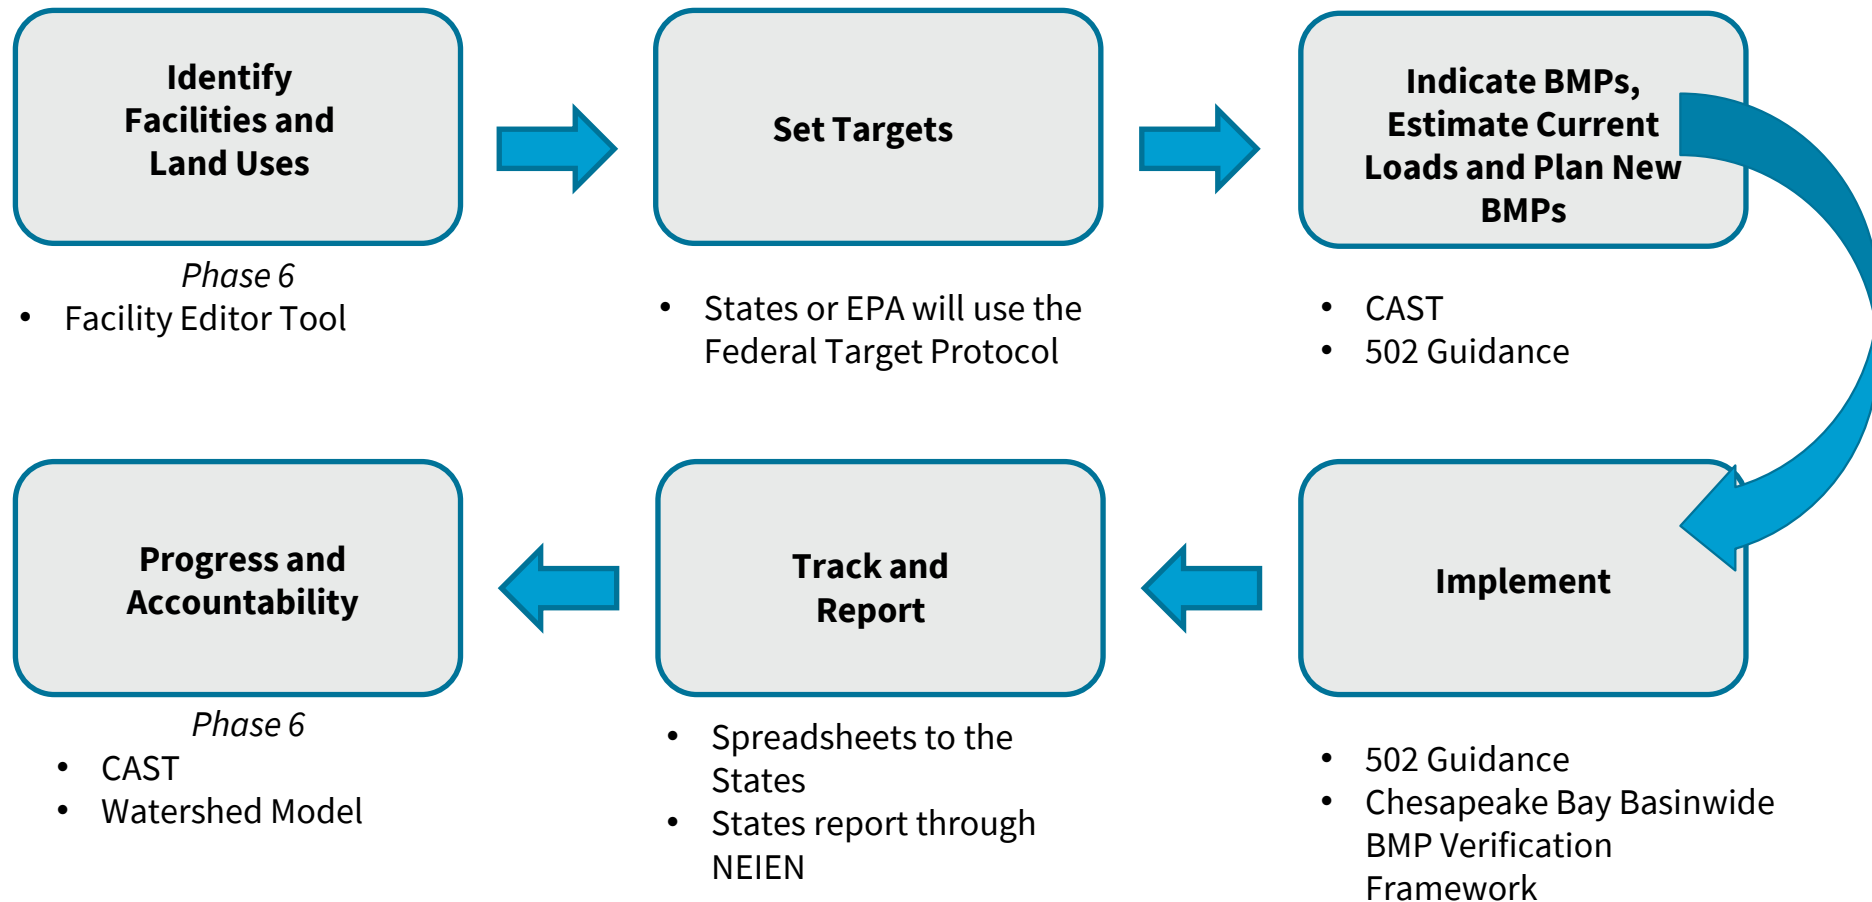 Identify
Facilities and
Land Uses
Phase 6
• Facility Editor Tool
Set Targets
• States or EPA will use the
Federal Target Protocol
Indicate BMPs,
Estimate Current
Loads and Plan New
BMPs
• CAST
• 502 Guidance
Implement
• 502 Guidance
• Chesapeake Bay Basinwide
BMP Verification
Framework
Track and
Report
• Spreadsheets to the
States
• States report through
NEIEN
Progress and
Accountability
Phase 6
• CAST
• Watershed Model